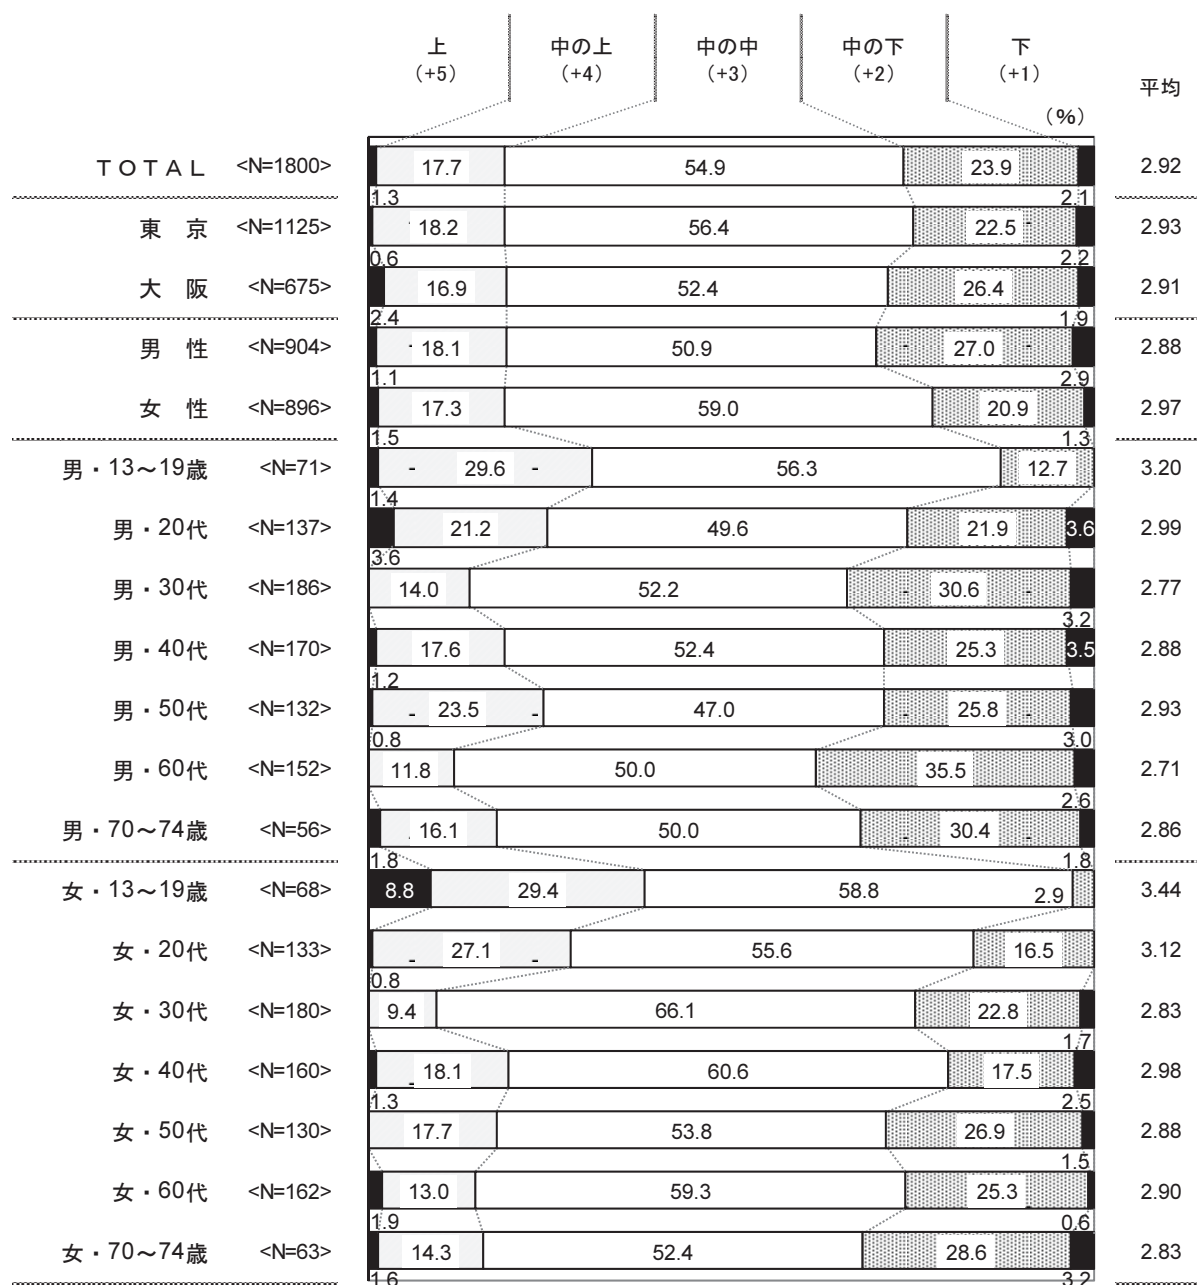 上 中の上 中の中 中の下 下
(+5) (+4) (+3) (+2) (+1)
平均
(%)
ＴＯＴＡＬ <N=1800> 17.7 54.9 23.9 2.92
1.3 2.1
東 京 <N=1125> 18.2 56.4 22.5 2.93
0.6 2.2
大 阪 <N=675> 16.9 52.4 26.4 2.91
2.4 1.9
男 性 <N=904> 18.1 50.9 27.0 2.88
1.1 2.9
女 性 <N=896> 17.3 59.0 20.9 2.97
1.5 1.3
男・13～19歳 <N=71> 29.6 56.3 12.7 3.20
1.4
男・20代 <N=137> 21.2 49.6 21.9 3.6 2.99
3.6
男・30代 <N=186> 14.0 52.2 30.6 2.77
3.2
男・40代 <N=170> 17.6 52.4 25.3 3.5 2.88
1.2
男・50代 <N=132> 23.5 47.0 25.8 2.93
0.8 3.0
男・60代 <N=152> 11.8 50.0 35.5 2.71
2.6
男・70～74歳 <N=56> 16.1 50.0 30.4 2.86
1.8 1.8
女・13～19歳 <N=68> 8.8 29.4 58.8 2.9 3.44
女・20代 <N=133> 27.1 55.6 16.5 3.12
0.8
女・30代 <N=180> 9.4 66.1 22.8 2.83
1.7
女・40代 <N=160> 18.1 60.6 17.5 2.98
1.3 2.5
女・50代 <N=130> 17.7 53.8 26.9 2.88
1.5
女・60代 <N=162> 13.0 59.3 25.3 2.90
1.9 0.6
女・70～74歳 <N=63> 14.3 52.4 28.6 2.83
1.6 3.2